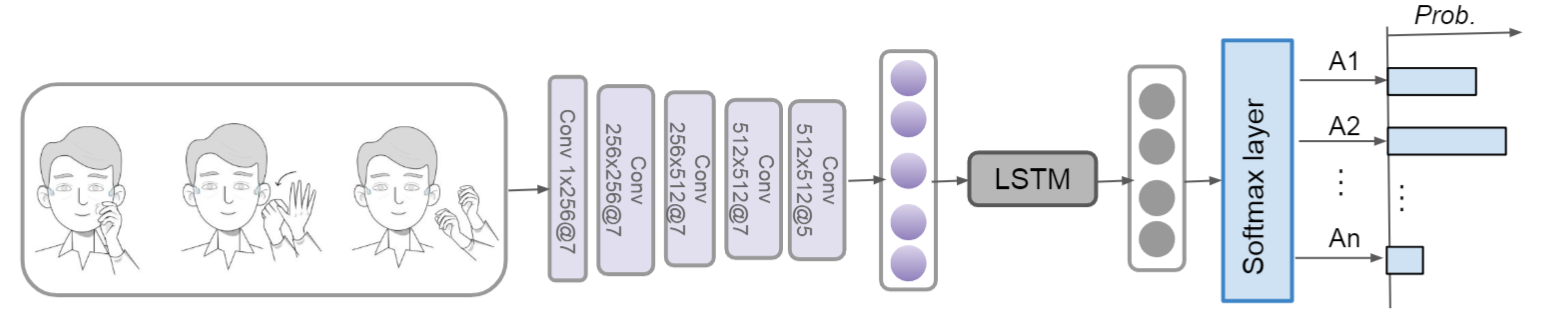 Conv 1x256@7
Conv
256x256@7
Conv
256x512@7
Conv
512x512@7
Conv
512x512@5
LSTM
Softmax layer
A1
A2
An
Prob.